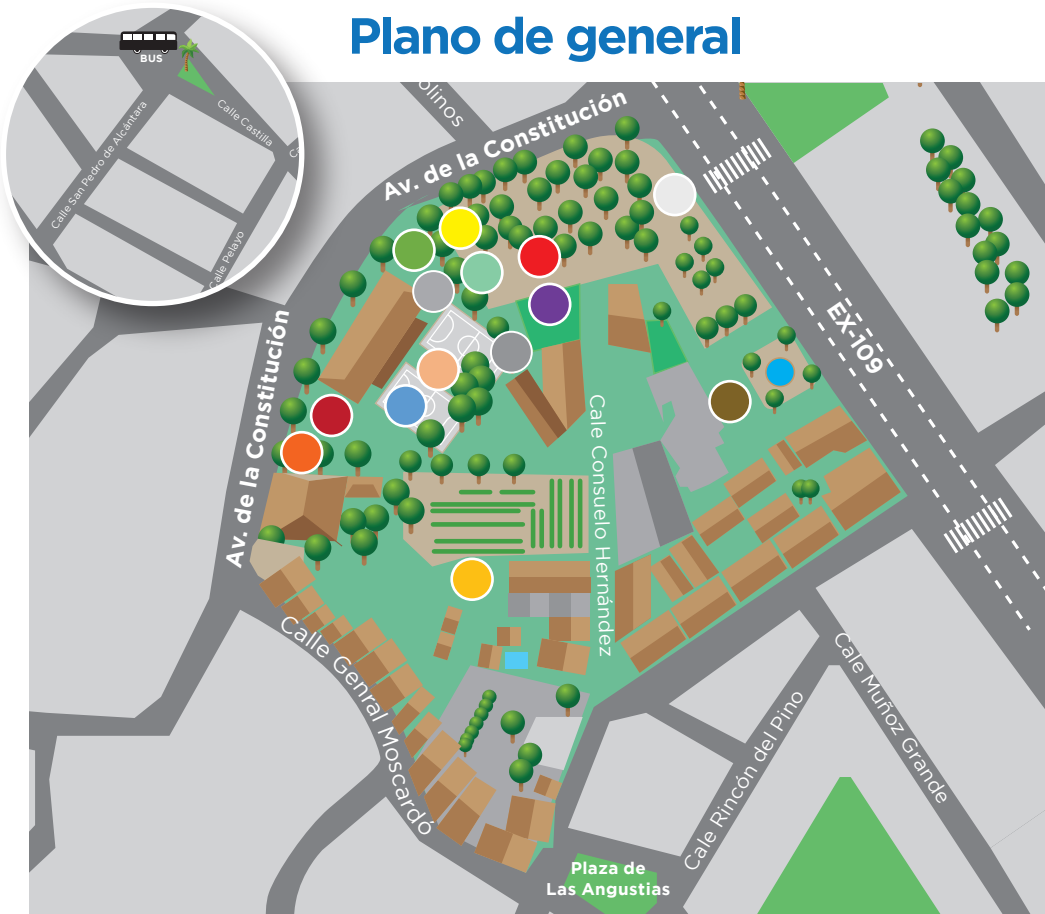 Plano de general
BUS
Calle San Pedro de Alcántara
Calle Castilla
Calle Pelayo
olinos
Av. de la Constitución
EX-109
Av. de la Constitución
Cale Consuelo Hernández
Calle Genral Moscardó
Cale Muñoz Grande
Cale Rincón del Pino
Plaza de
Las Angustias